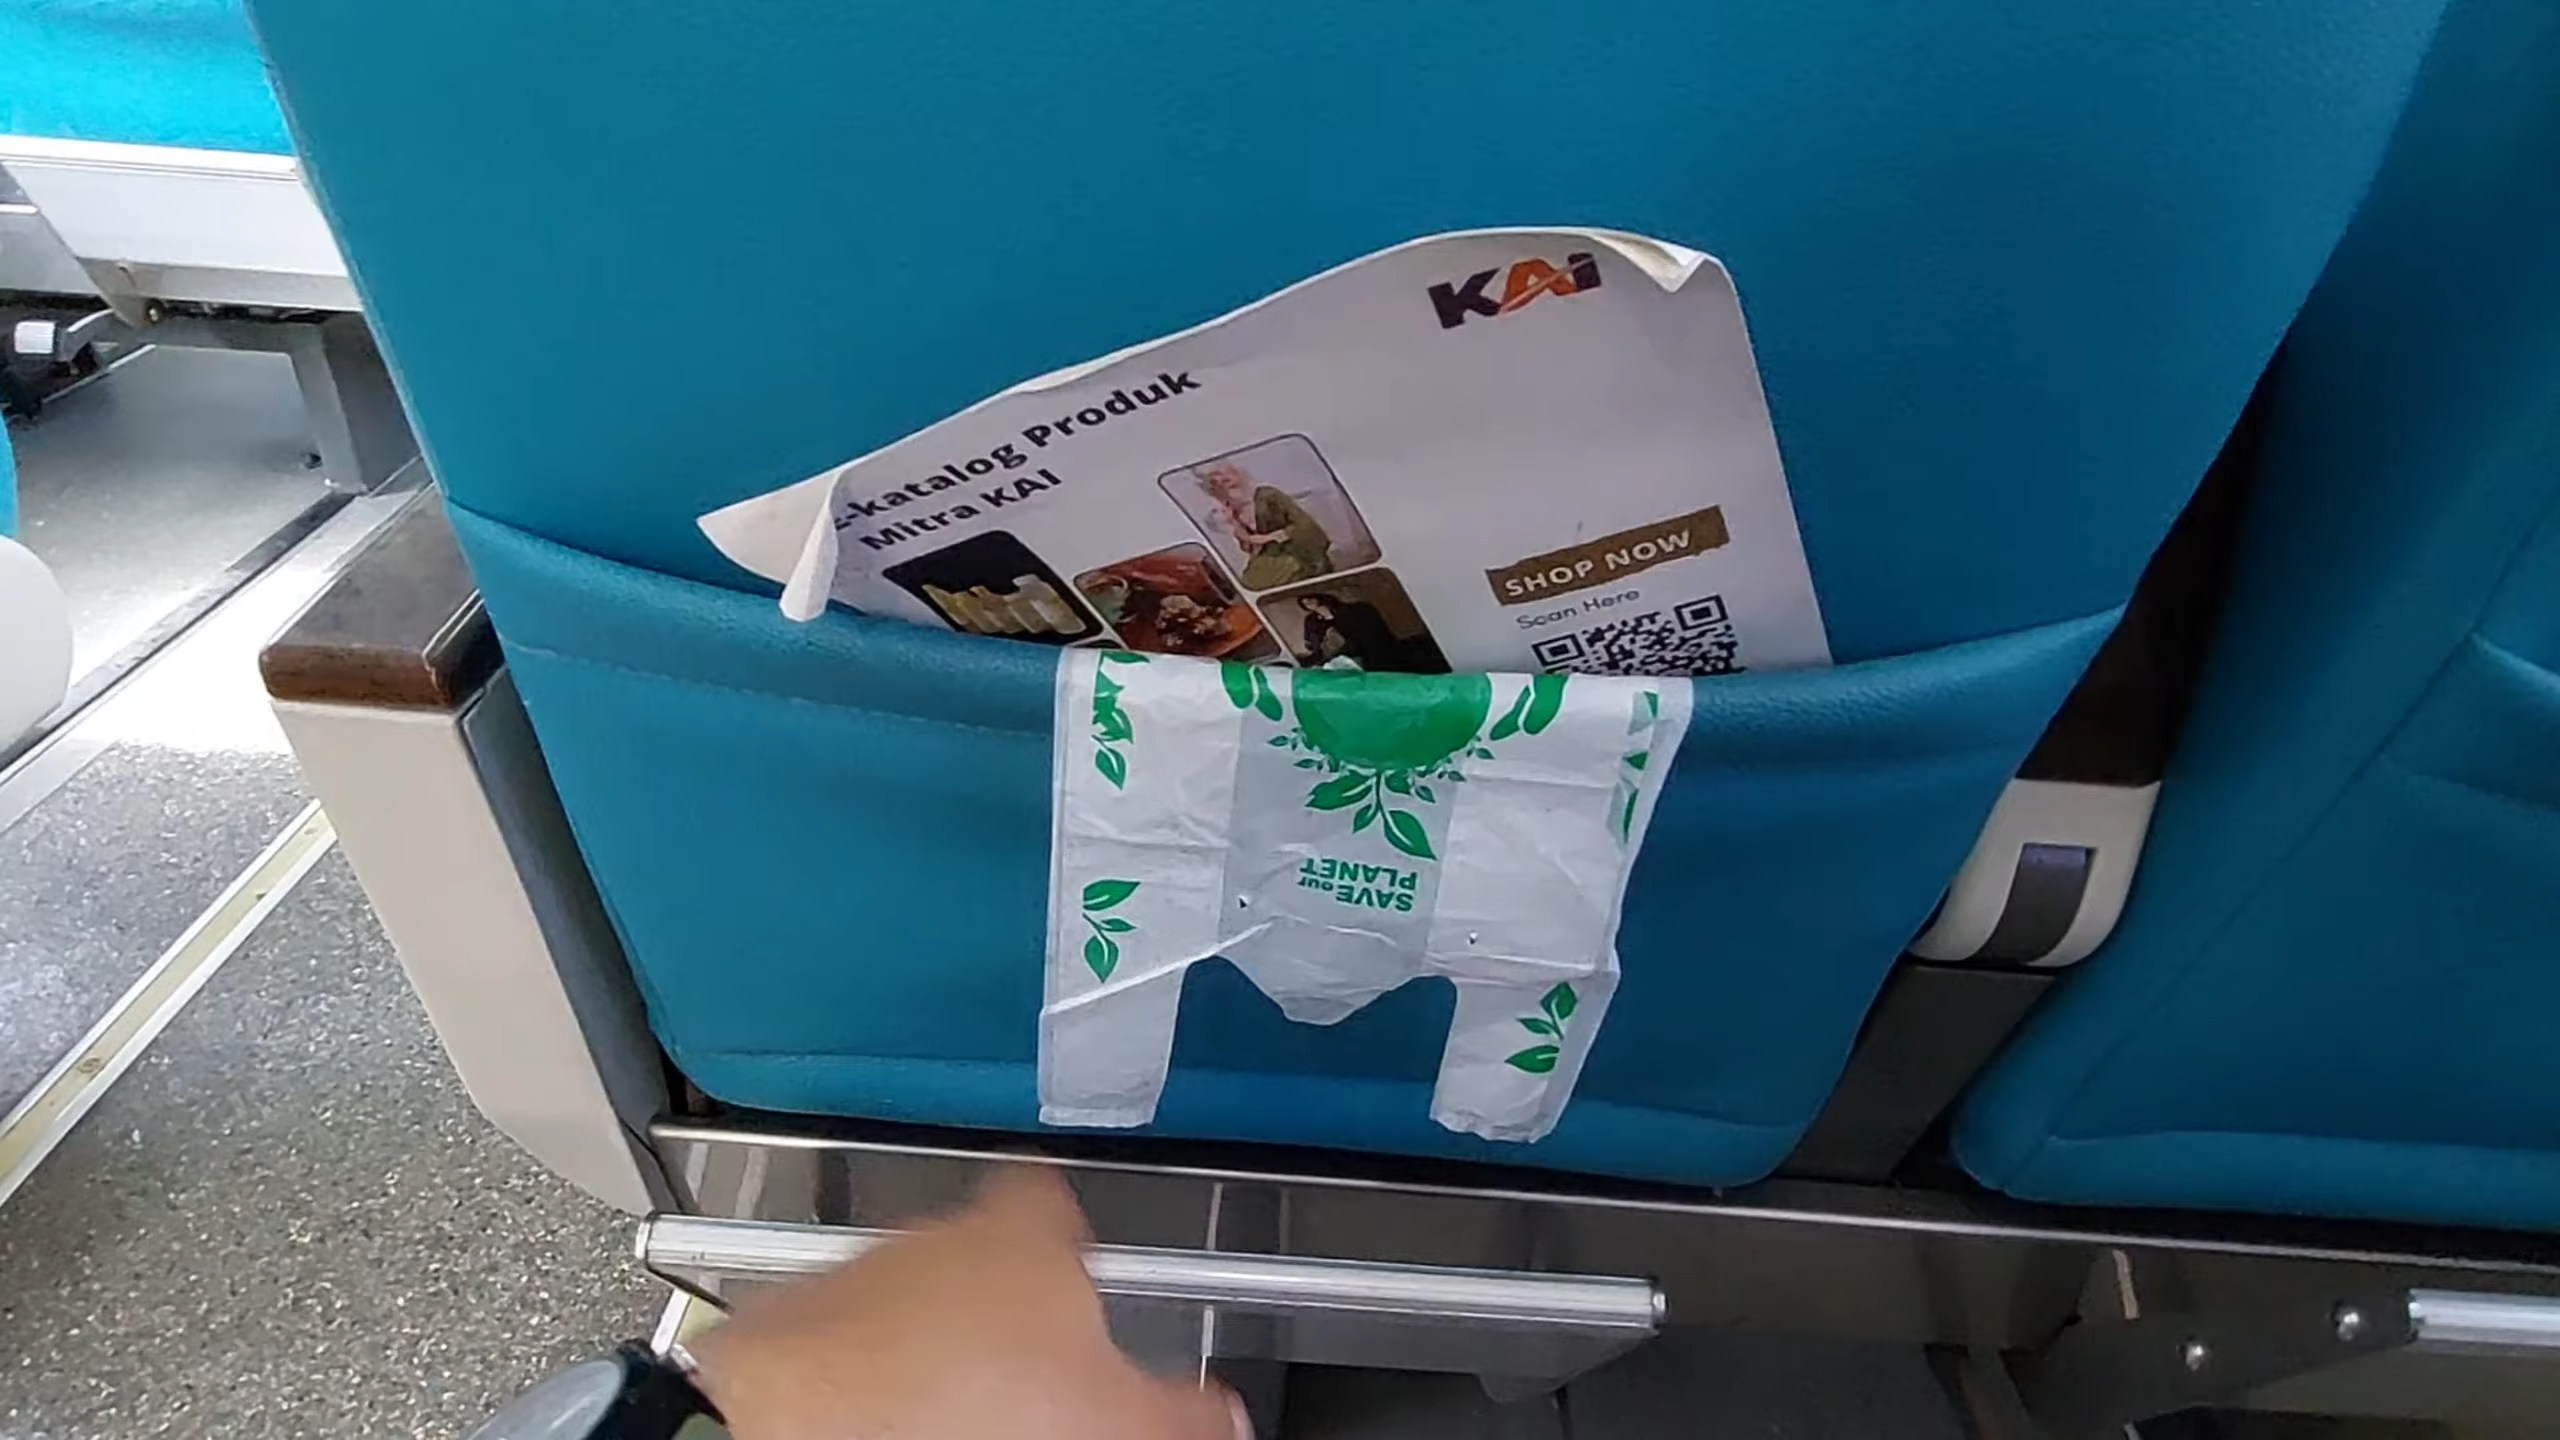 KAI
E-katalog Produk
Mitra KAI
SHOP NOW
Scan Here
SAVE our
PLANET